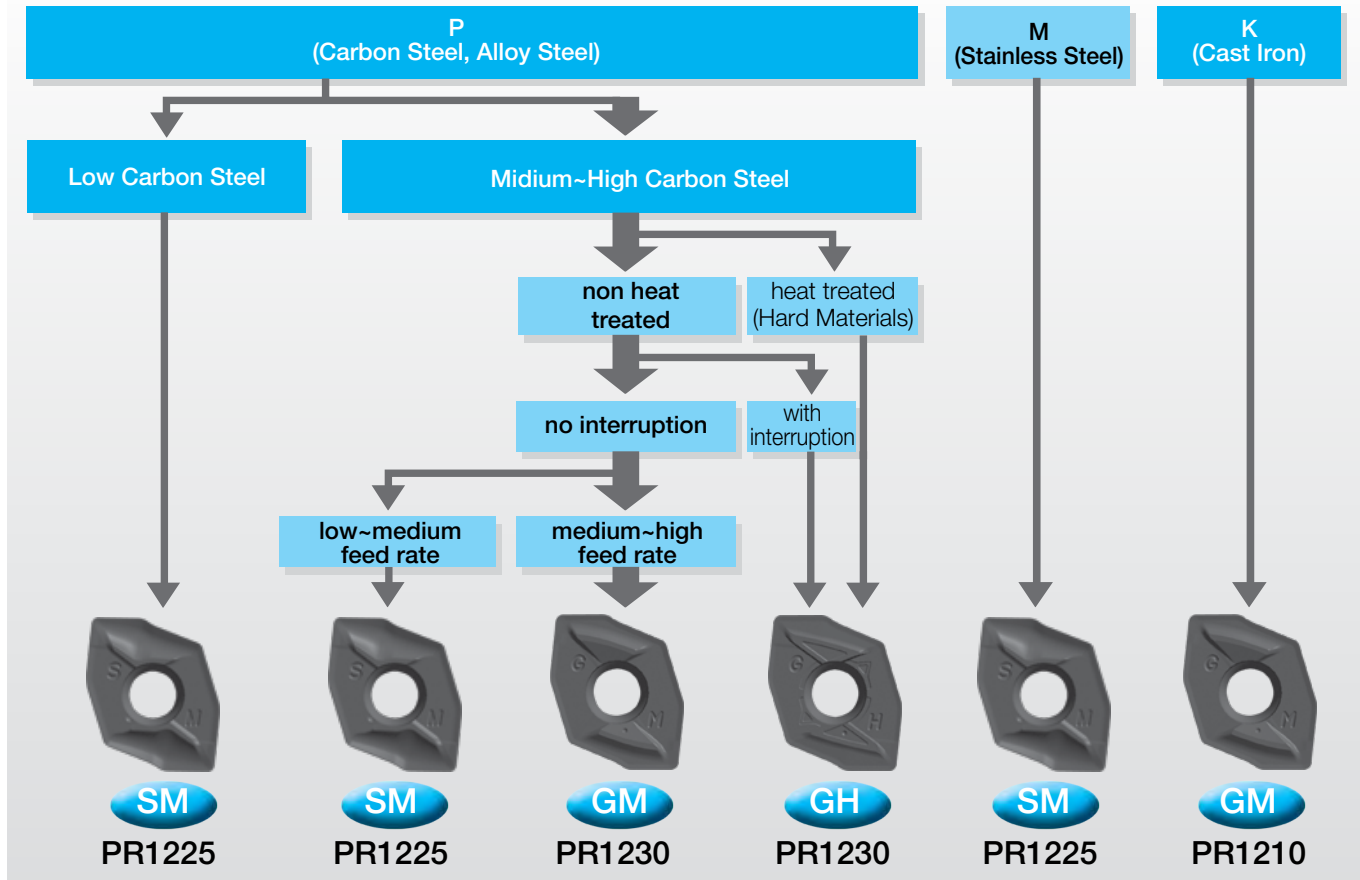 P
(Carbon Steel, Alloy Steel)
M
(Stainless Steel)
K
(Cast Iron)
Low Carbon Steel
Midium~High Carbon Steel
non heat
treated
heat treated
(Hard Materials)
no interruption
with
interruption
low~medium
feed rate
medium~high
feed rate
S
M
S
M
G
M
G
H
S
M
G
M
SM
SM
GM
GH
SM
GM
PR1225
PR1225
PR1230
PR1230
PR1225
PR1210